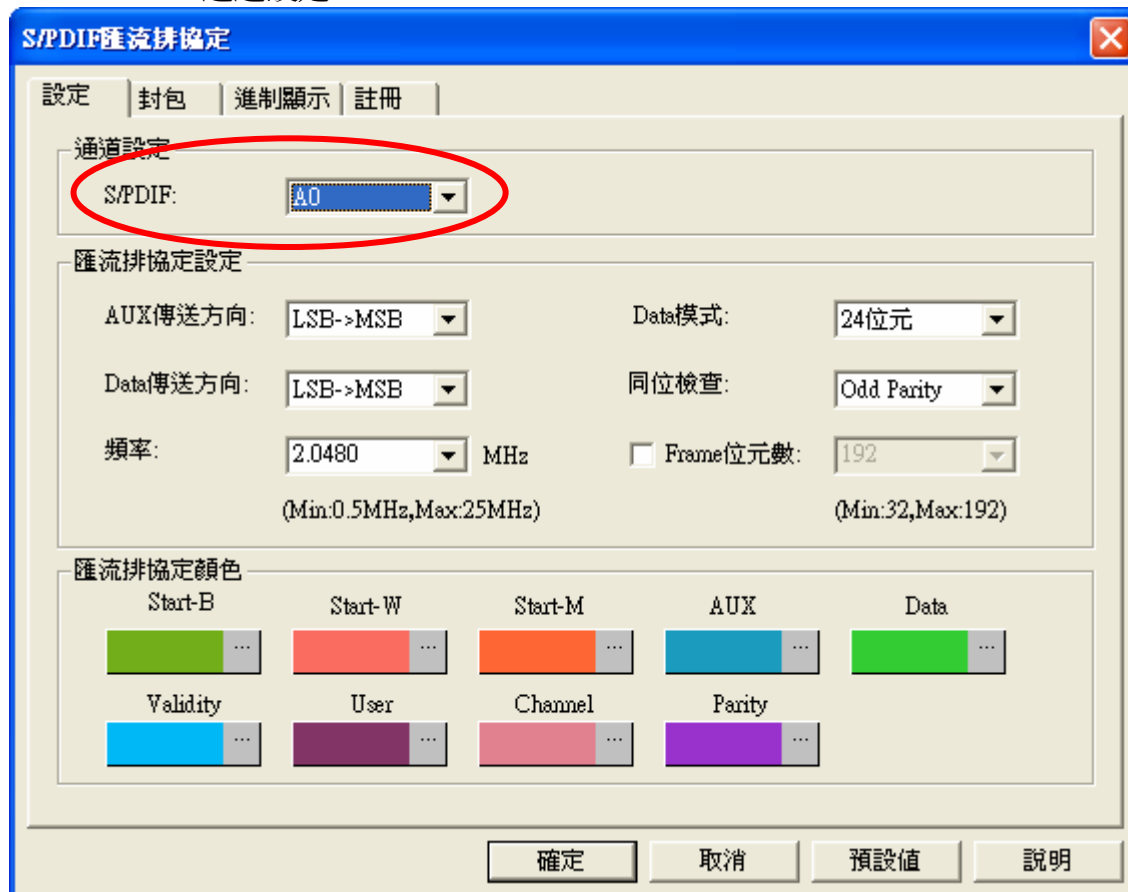 S/PDIF匯流排協定
設定 封包 進制顯示 註冊
通道設定
S/PDIF: A0
匯流排協定設定
AUX傳送方向: LSB->MSB Data模式: 24位元
Data傳送方向: LSB->MSB 同位檢查: Odd Parity
頻率: 2.0480 MHz Frame位元數: 192
(Min:0.5MHz,Max:25MHz) (Min:32,Max:192)
匯流排協定顏色
Start-B Start-W Start-M AUX Data
... ... ... ... ...
Validity User Channel Parity
... ... ... ...
確定 取消 預設值 說明